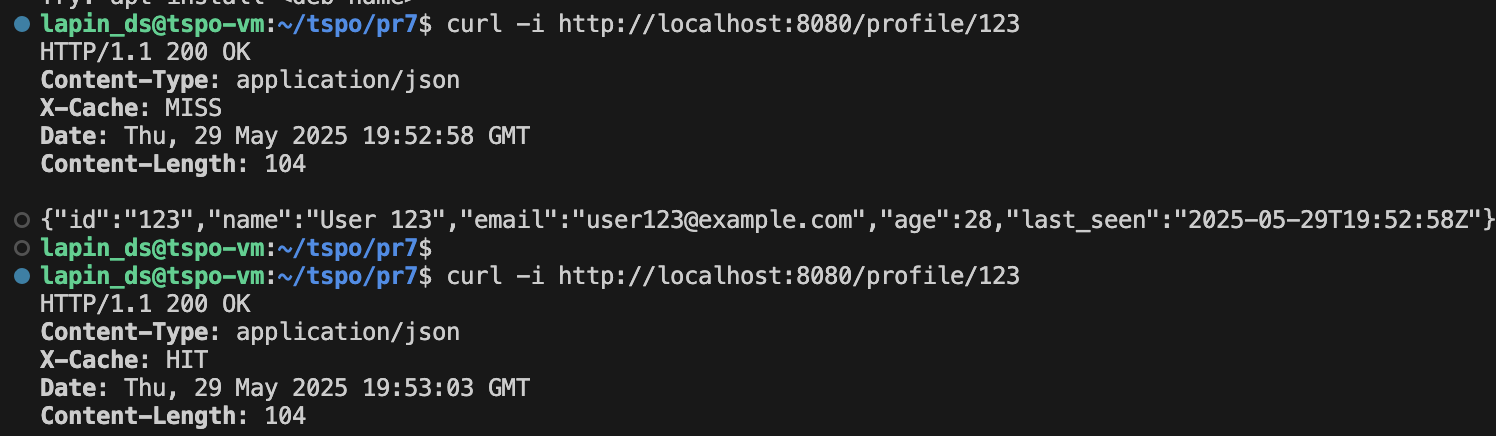 lapin_ds@tspo-vm:~/tspo/pr7$ curl -i http://localhost:8080/profile/123
HTTP/1.1 200 OK
Content-Type: application/json
X-Cache: MISS
Date: Thu, 29 May 2025 19:52:58 GMT
Content-Length: 104
{"id":"123","name":"User 123","email":"user123@example.com","age":28,"last_seen":"2025-05-29T19:52:58Z"}
lapin_ds@tspo-vm:~/tspo/pr7$
lapin_ds@tspo-vm:~/tspo/pr7$ curl -i http://localhost:8080/profile/123
HTTP/1.1 200 OK
Content-Type: application/json
X-Cache: HIT
Date: Thu, 29 May 2025 19:53:03 GMT
Content-Length: 104